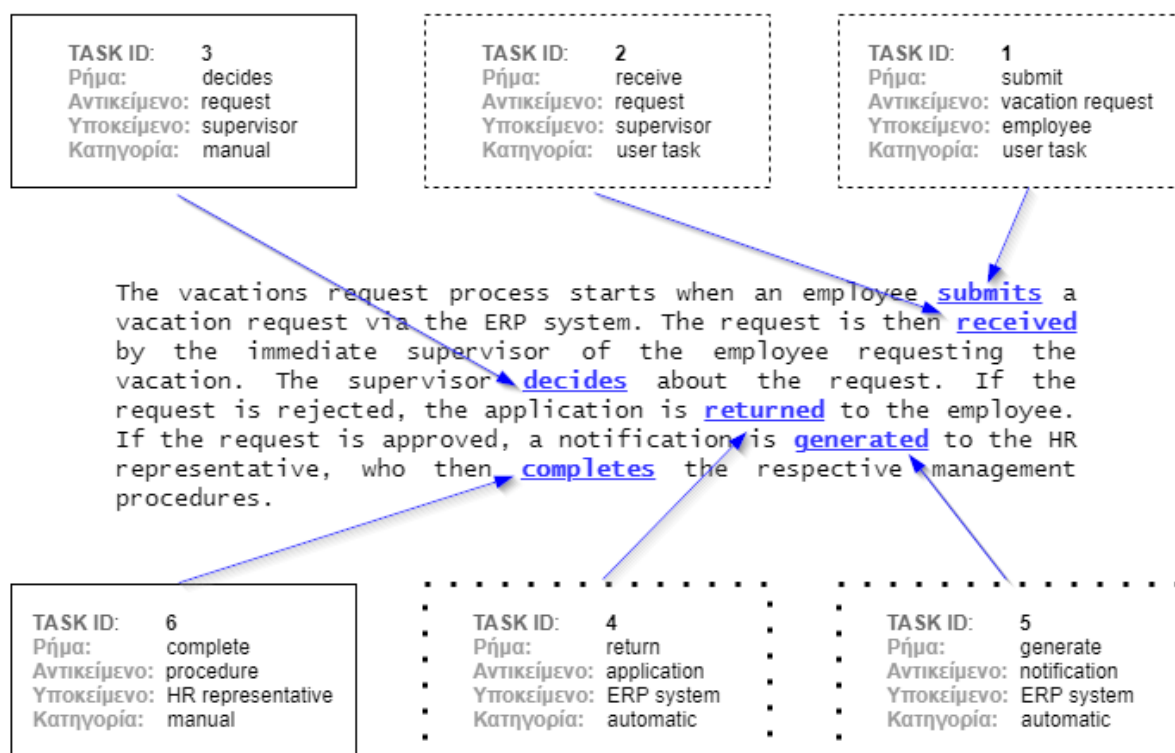 TASK ID: 3
Ρήμα: decides
Αντικείμενο: request
Υποκείμενο: supervisor
Κατηγορία: manual
TASK ID: 2
Ρήμα: receive
Αντικείμενο: request
Υποκείμενο: supervisor
Κατηγορία: user task
TASK ID: 1
Ρήμα: submit
Αντικείμενο: vacation request
Υποκείμενο: employee
Κατηγορία: user task
The vacations request process starts when an employee submits a
vacation request via the ERP system. The request is then received
by the immediate supervisor of the employee requesting the
vacation. The supervisor decides about the request. If the
request is rejected, the application is returned to the employee.
If the request is approved, a notification is generated to the HR
representative, who then completes the respective management
procedures.
TASK ID: 6
Ρήμα: complete
Αντικείμενο: procedure
Υποκείμενο: HR representative
Κατηγορία: manual
TASK ID: 4
Ρήμα: return
Αντικείμενο: application
Υποκείμενο: ERP system
Κατηγορία: automatic
TASK ID: 5
Ρήμα: generate
Αντικείμενο: notification
Υποκείμενο: ERP system
Κατηγορία: automatic